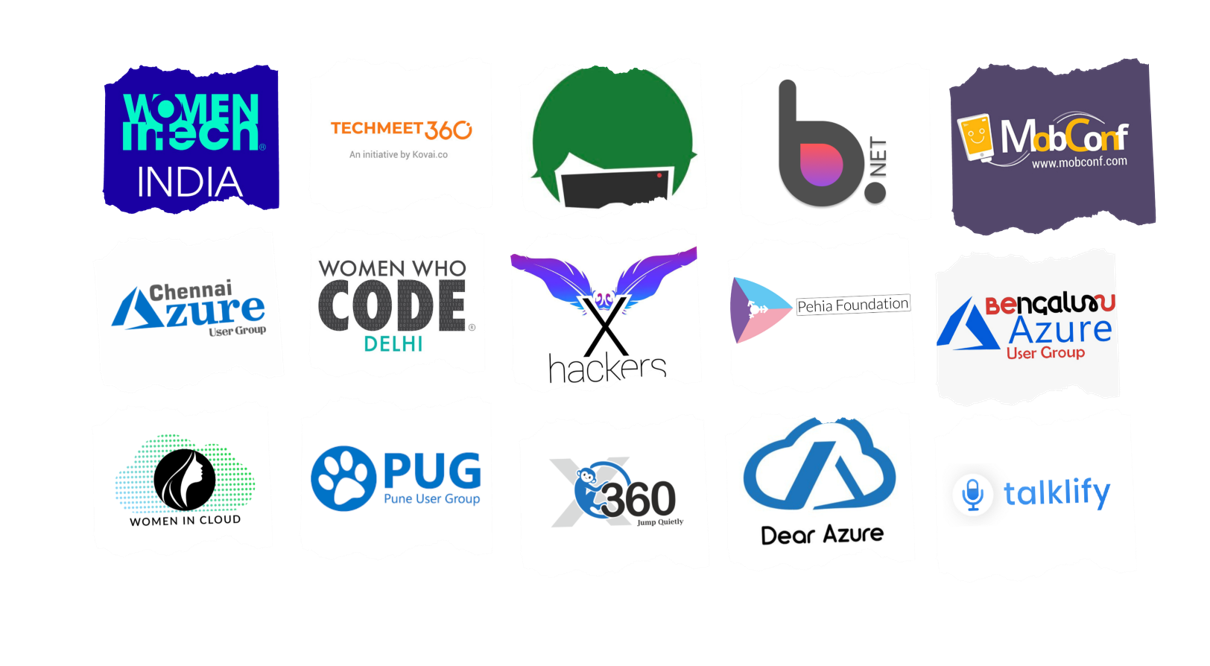 WOMEN
in+ech®
INDIA
TECHMEET360
An initiative by Kovai.co
b.NET
MobConf
www.mobconf.com
Chennai
Azure
User Group
WOMEN WHO
CODE®
DELHI
X
hackers
Pehia Foundation
Bengaluru
Azure
User Group
WOMEN IN CLOUD
PUG
Pune User Group
X
360
Jump Quietly
Dear Azure
talklify